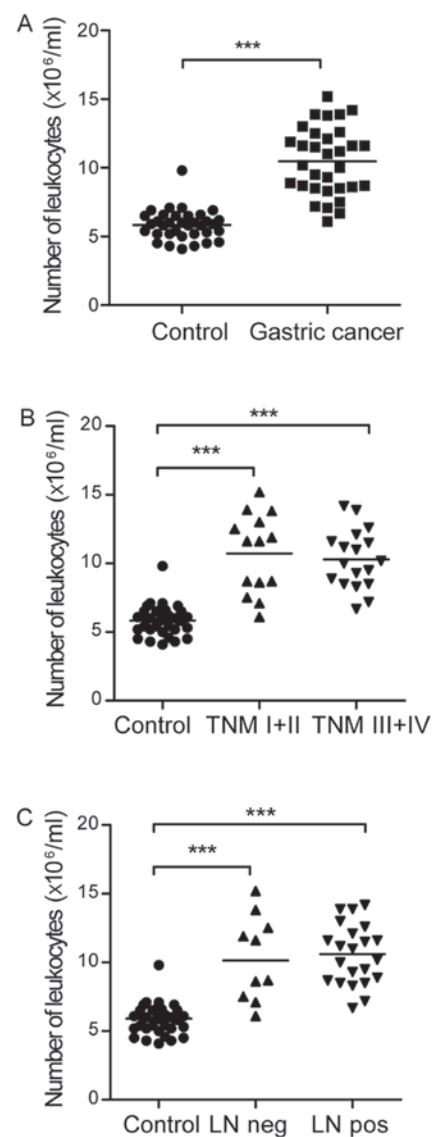 A
Number of leukocytes (x10⁶/ml)
20
15
10
5
0
***
Control Gastric cancer
B
Number of leukocytes (x10⁶/ml)
20
15
10
5
0
***
***
Control TNM I+II TNM III+IV
C
Number of leukocytes (x10⁶/ml)
20
15
10
5
0
***
***
Control LN neg LN pos